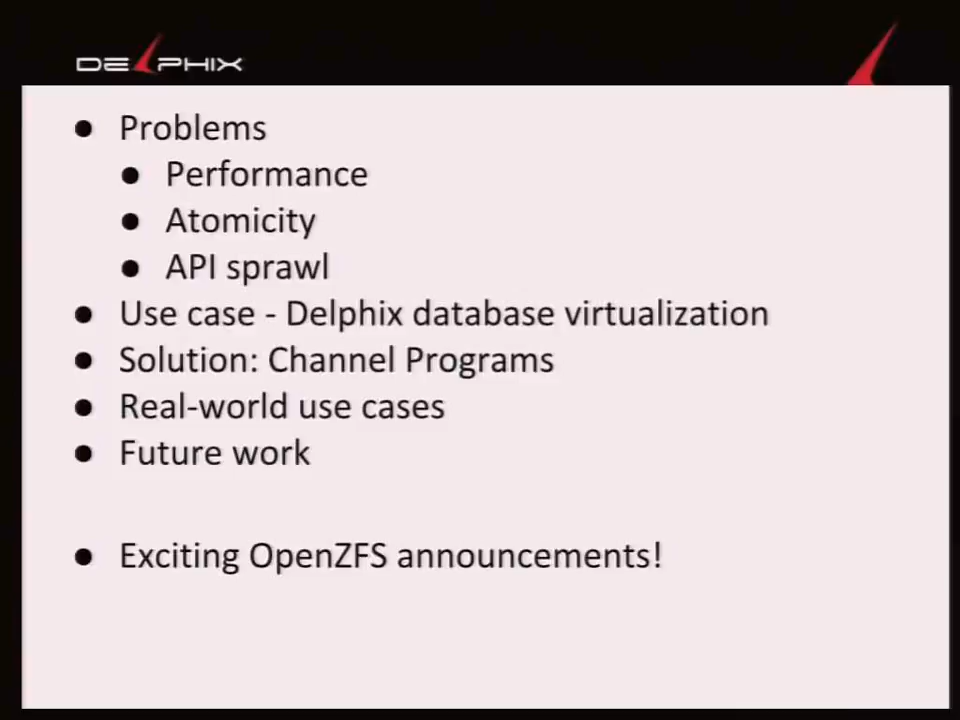 DELPHIX
● Problems
● Performance
● Atomicity
● API sprawl
● Use case - Delphix database virtualization
● Solution: Channel Programs
● Real-world use cases
● Future work
● Exciting OpenZFS announcements!